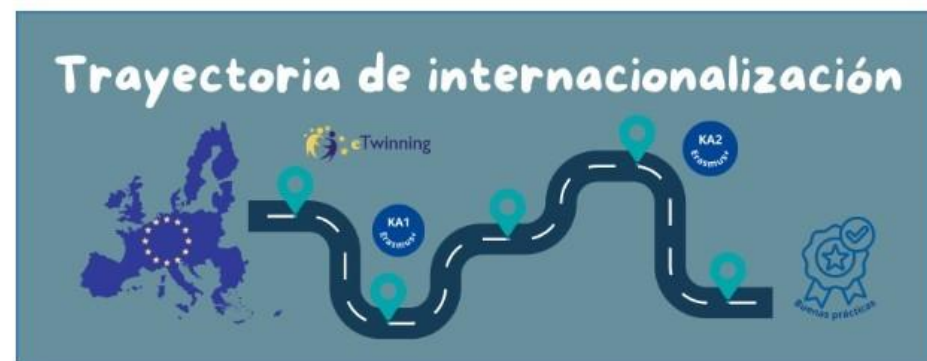 Trayectoria de internacionalización
eTwinning
KA1
Erasmus+
KA2
Erasmus+
Buenas prácticas